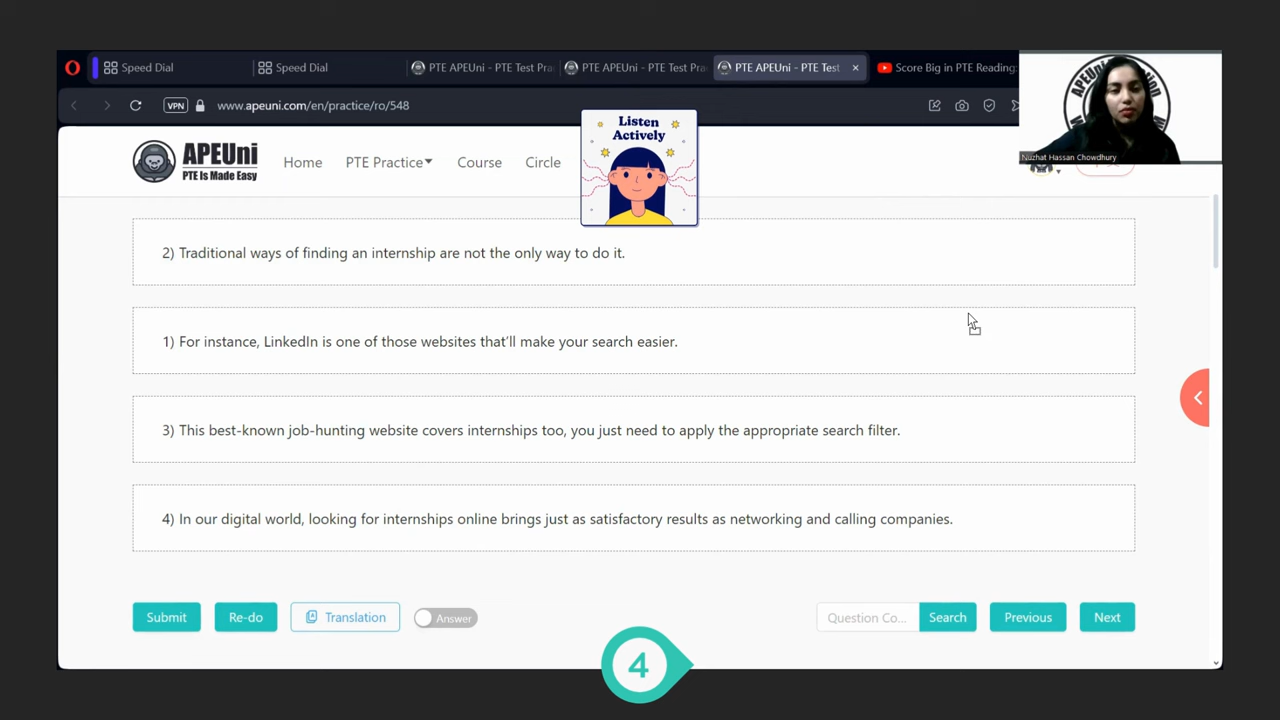 Speed Dial
Speed Dial
PTE APEUni - PTE Test Pra
PTE APEUni - PTE Test Pra
PTE APEUni - PTE Test
Score Big in PTE Reading:
VPN
www.apeuni.com/en/practice/ro/548
Nuzhat Hassan Chowdhury
Listen
Actively
APEUni
PTE Is Made Easy
Home
PTE Practice
Course
Circle
2) Traditional ways of finding an internship are not the only way to do it.
1) For instance, LinkedIn is one of those websites that'll make your search easier.
3) This best-known job-hunting website covers internships too, you just need to apply the appropriate search filter.
4) In our digital world, looking for internships online brings just as satisfactory results as networking and calling companies.
Submit
Re-do
Translation
Answer
Question Co...
Search
Previous
Next
4